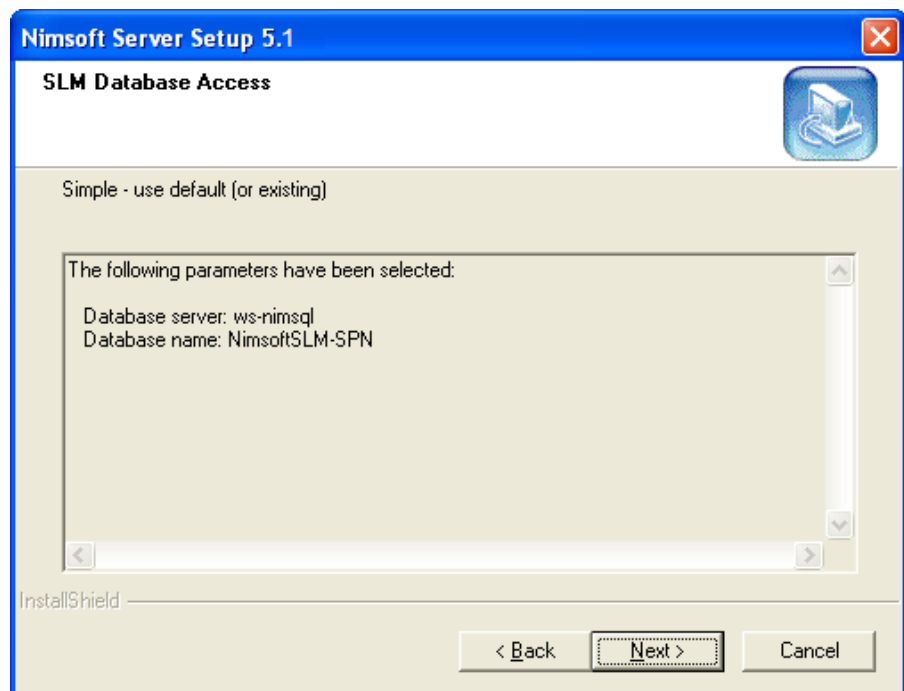 Nimsoft Server Setup 5.1
SLM Database Access
Simple - use default (or existing)
The following parameters have been selected:
Database server: ws-nimsql
Database name: NimsoftSLM-SPN
InstallShield
< Back
Next >
Cancel